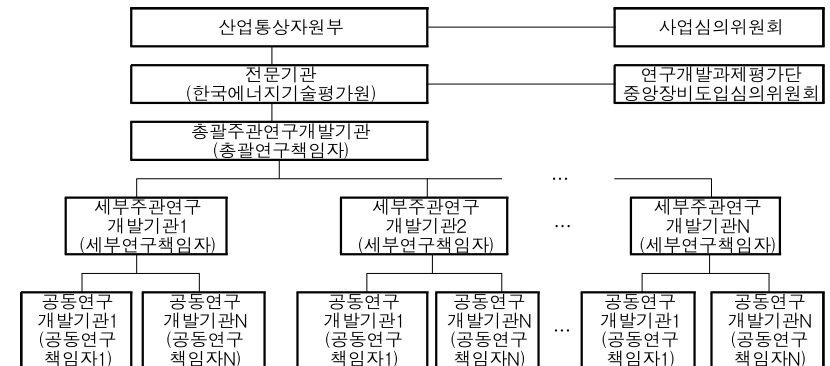 산업통상자원부
사업심의위원회
전문기관
(한국에너지기술평가원)
연구개발과제평가단
중앙장비도입심의위원회
총괄주관연구개발기관
(총괄연구책임자)
...
세부주관연구
개발기관1
(세부연구책임자)
세부주관연구
개발기관2
(세부연구책임자)
...
세부주관연구
개발기관N
(세부연구책임자)
공동연구
개발기관1
(공동연구
책임자1)
공동연구
개발기관N
(공동연구
책임자N)
공동연구
개발기관1
(공동연구
책임자1)
공동연구
개발기관N
(공동연구
책임자N)
...
공동연구
개발기관1
(공동연구
책임자1)
공동연구
개발기관N
(공동연구
책임자N)